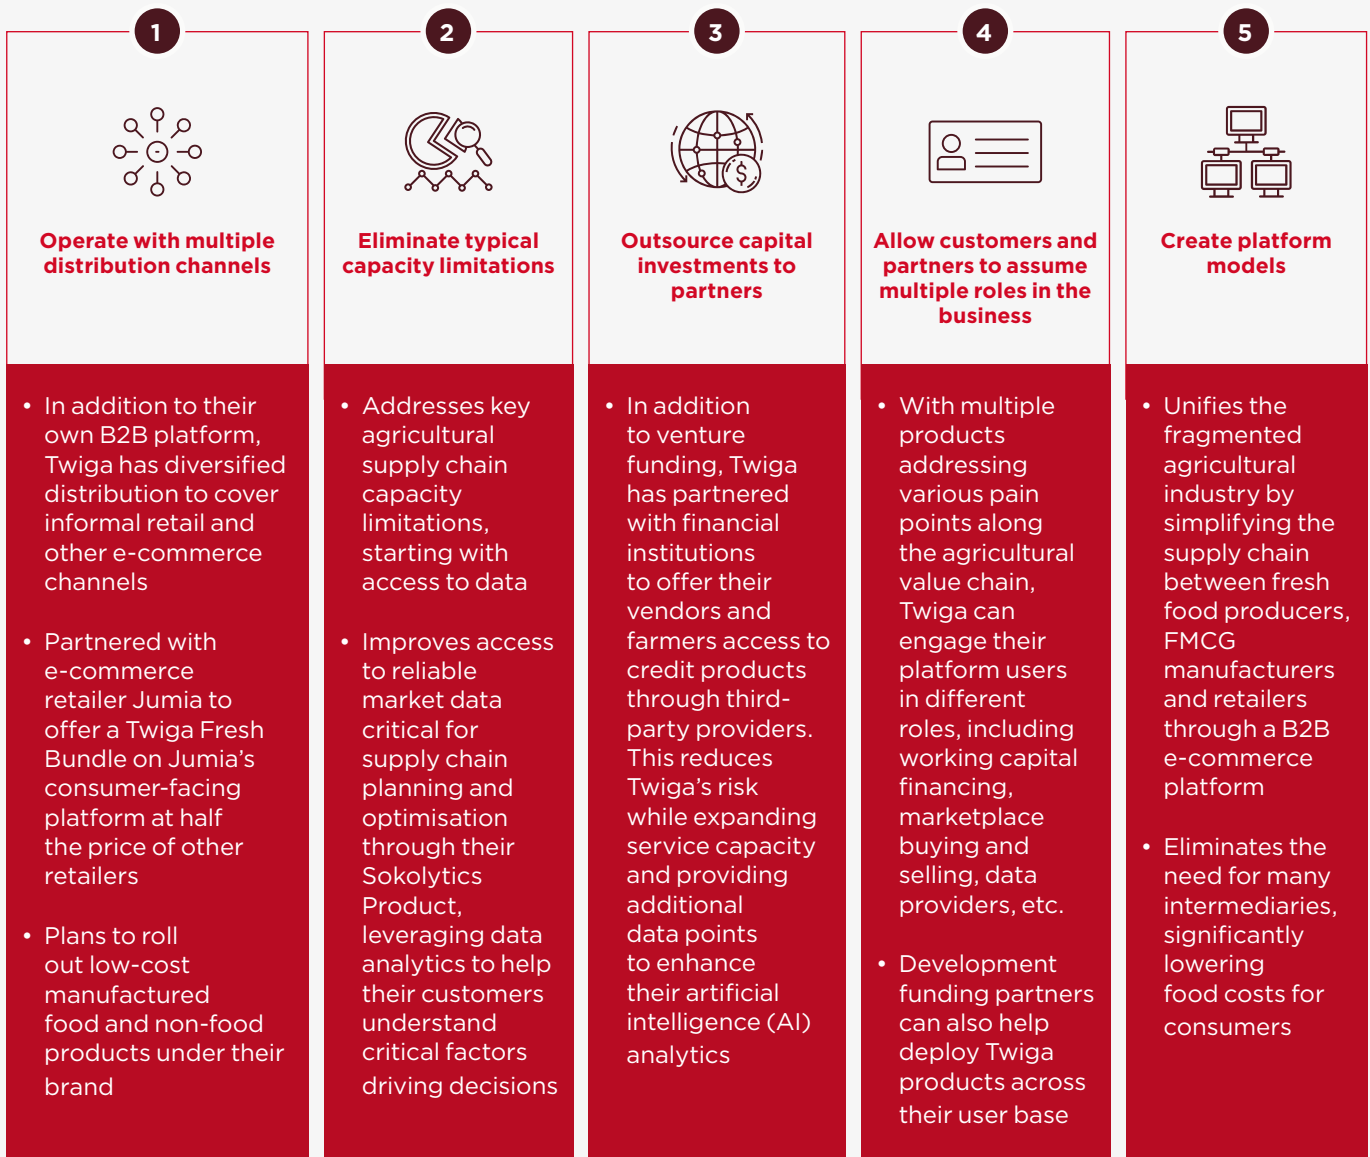 1
Operate with multiple
distribution channels
• In addition to their
own B2B platform,
Twiga has diversified
distribution to cover
informal retail and
other e-commerce
channels
• Partnered with
e-commerce
retailer Jumia to
offer a Twiga Fresh
Bundle on Jumia’s
consumer-facing
platform at half
the price of other
retailers
• Plans to roll
out low-cost
manufactured
food and non-food
products under their
brand
2
Eliminate typical
capacity limitations
• Addresses key
agricultural
supply chain
capacity
limitations,
starting with
access to data
• Improves access
to reliable
market data
critical for
supply chain
planning and
optimisation
through their
Sokolytics
Product,
leveraging data
analytics to help
their customers
understand
critical factors
driving decisions
3
Outsource capital
investments to
partners
• In addition
to venture
funding, Twiga
has partnered
with financial
institutions
to offer their
vendors and
farmers access to
credit products
through third-
party providers.
This reduces
Twiga’s risk
while expanding
service capacity
and providing
additional
data points
to enhance
their artificial
intelligence (AI)
analytics
4
Allow customers and
partners to assume
multiple roles in the
business
• With multiple
products
addressing
various pain
points along
the agricultural
value chain,
Twiga can
engage their
platform users
in different
roles, including
working capital
financing,
marketplace
buying and
selling, data
providers, etc.
• Development
funding partners
can also help
deploy Twiga
products across
their user base
5
Create platform
models
• Unifies the
fragmented
agricultural
industry by
simplifying the
supply chain
between fresh
food producers,
FMCG
manufacturers
and retailers
through a B2B
e-commerce
platform
• Eliminates the
need for many
intermediaries,
significantly
lowering
food costs for
consumers